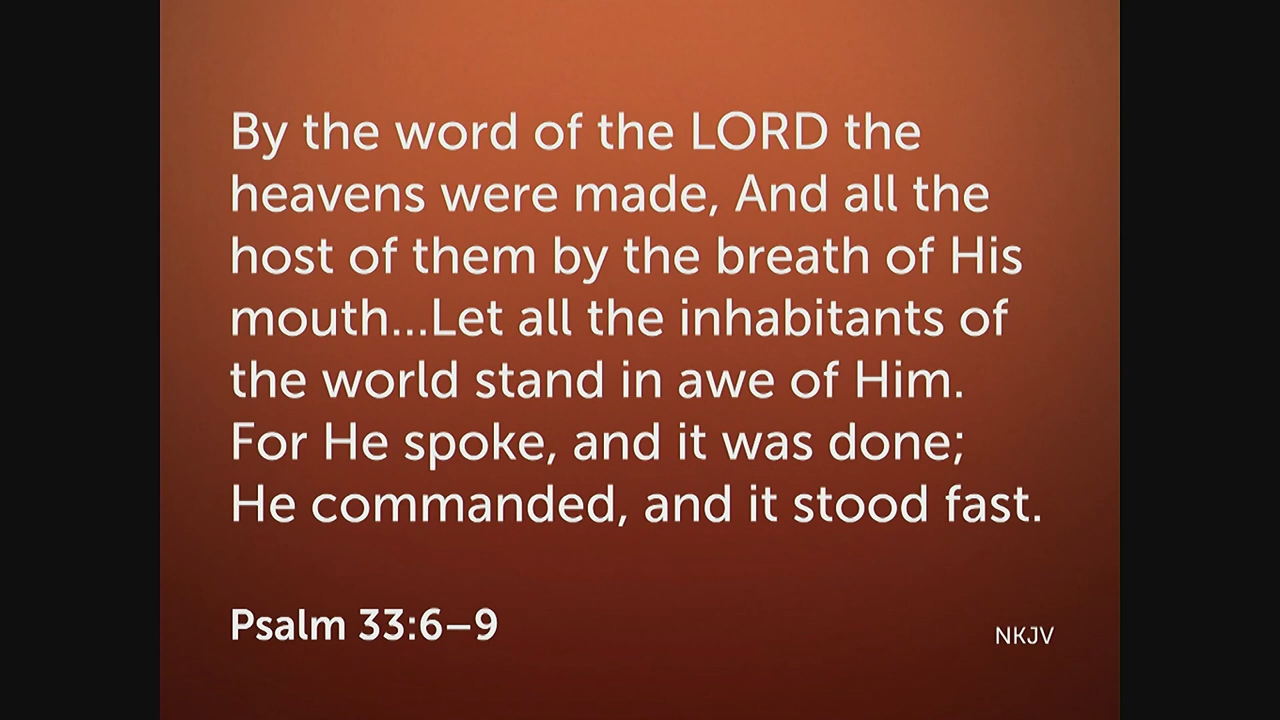 By the word of the LORD the
heavens were made, And all the
host of them by the breath of His
mouth...Let all the inhabitants of
the world stand in awe of Him.
For He spoke, and it was done;
He commanded, and it stood fast.
Psalm 33:6–9
NKJV